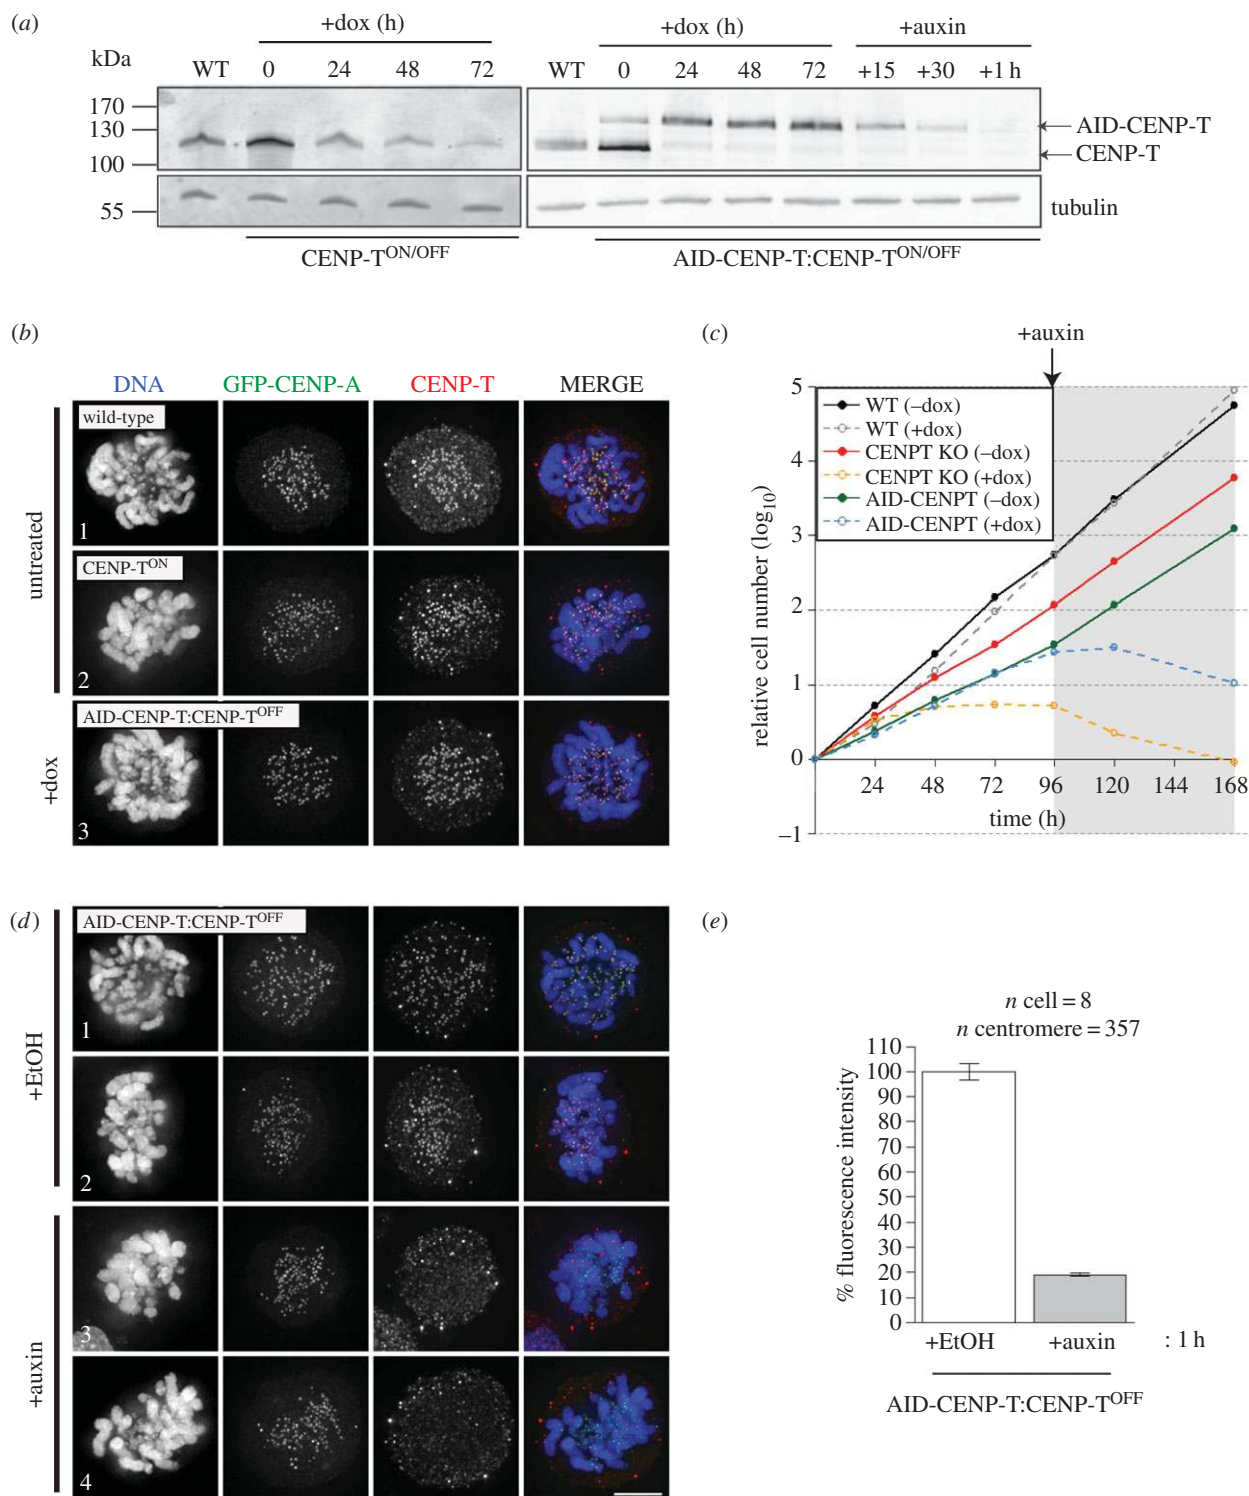 (a)
+dox (h)
+dox (h)
+auxin
kDa
WT 0 24 48 72
WT 0 24 48 72 +15 +30 +1 h
170
130
100
55
AID-CENP-T
CENP-T
tubulin
CENP-T^ON/OFF
AID-CENP-T:CENP-T^ON/OFF
(b)
DNA GFP-CENP-A CENP-T MERGE
untreated
wild-type
1
CENP-T^ON
2
+dox
AID-CENP-T:CENP-T^OFF
3
(c)
+auxin
WT (–dox)
WT (+dox)
CENPT KO (–dox)
CENPT KO (+dox)
AID-CENPT (–dox)
AID-CENPT (+dox)
relative cell number (log10)
5
4
3
2
1
0
–1
24 48 72 96 120 144 168
time (h)
(d)
+EtOH
AID-CENP-T:CENP-T^OFF
1
2
+auxin
3
4
(e)
n cell = 8
n centromere = 357
% fluorescence intensity
110
100
90
80
70
60
50
40
30
20
10
0
+EtOH +auxin : 1 h
AID-CENP-T:CENP-T^OFF